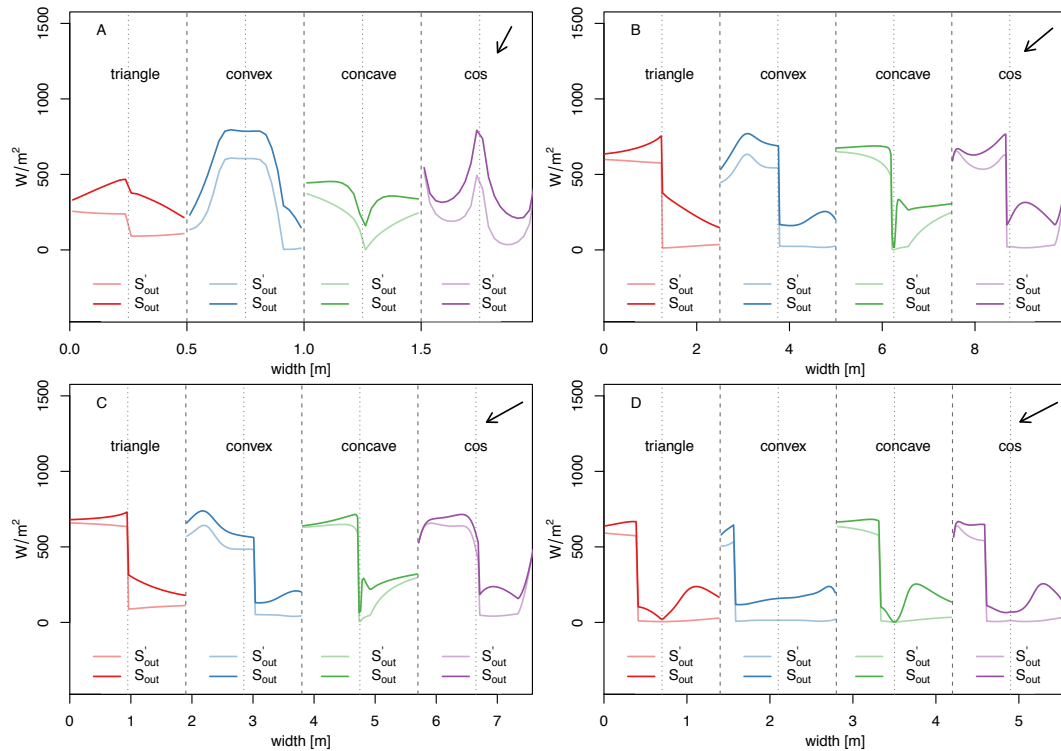 A
triangle convex concave cos
W/m²
1500
1000
500
0
S'out S'out S'out S'out
Sout Sout Sout Sout
0.0 0.5 1.0 1.5
width [m]
B
triangle convex concave cos
W/m²
1500
1000
500
0
S'out S'out S'out S'out
Sout Sout Sout Sout
0 2 4 6 8
width [m]
C
triangle convex concave cos
W/m²
1500
1000
500
0
S'out S'out S'out S'out
Sout Sout Sout Sout
0 1 2 3 4 5 6 7
width [m]
D
triangle convex concave cos
W/m²
1500
1000
500
0
S'out S'out S'out S'out
Sout Sout Sout Sout
0 1 2 3 4 5
width [m]